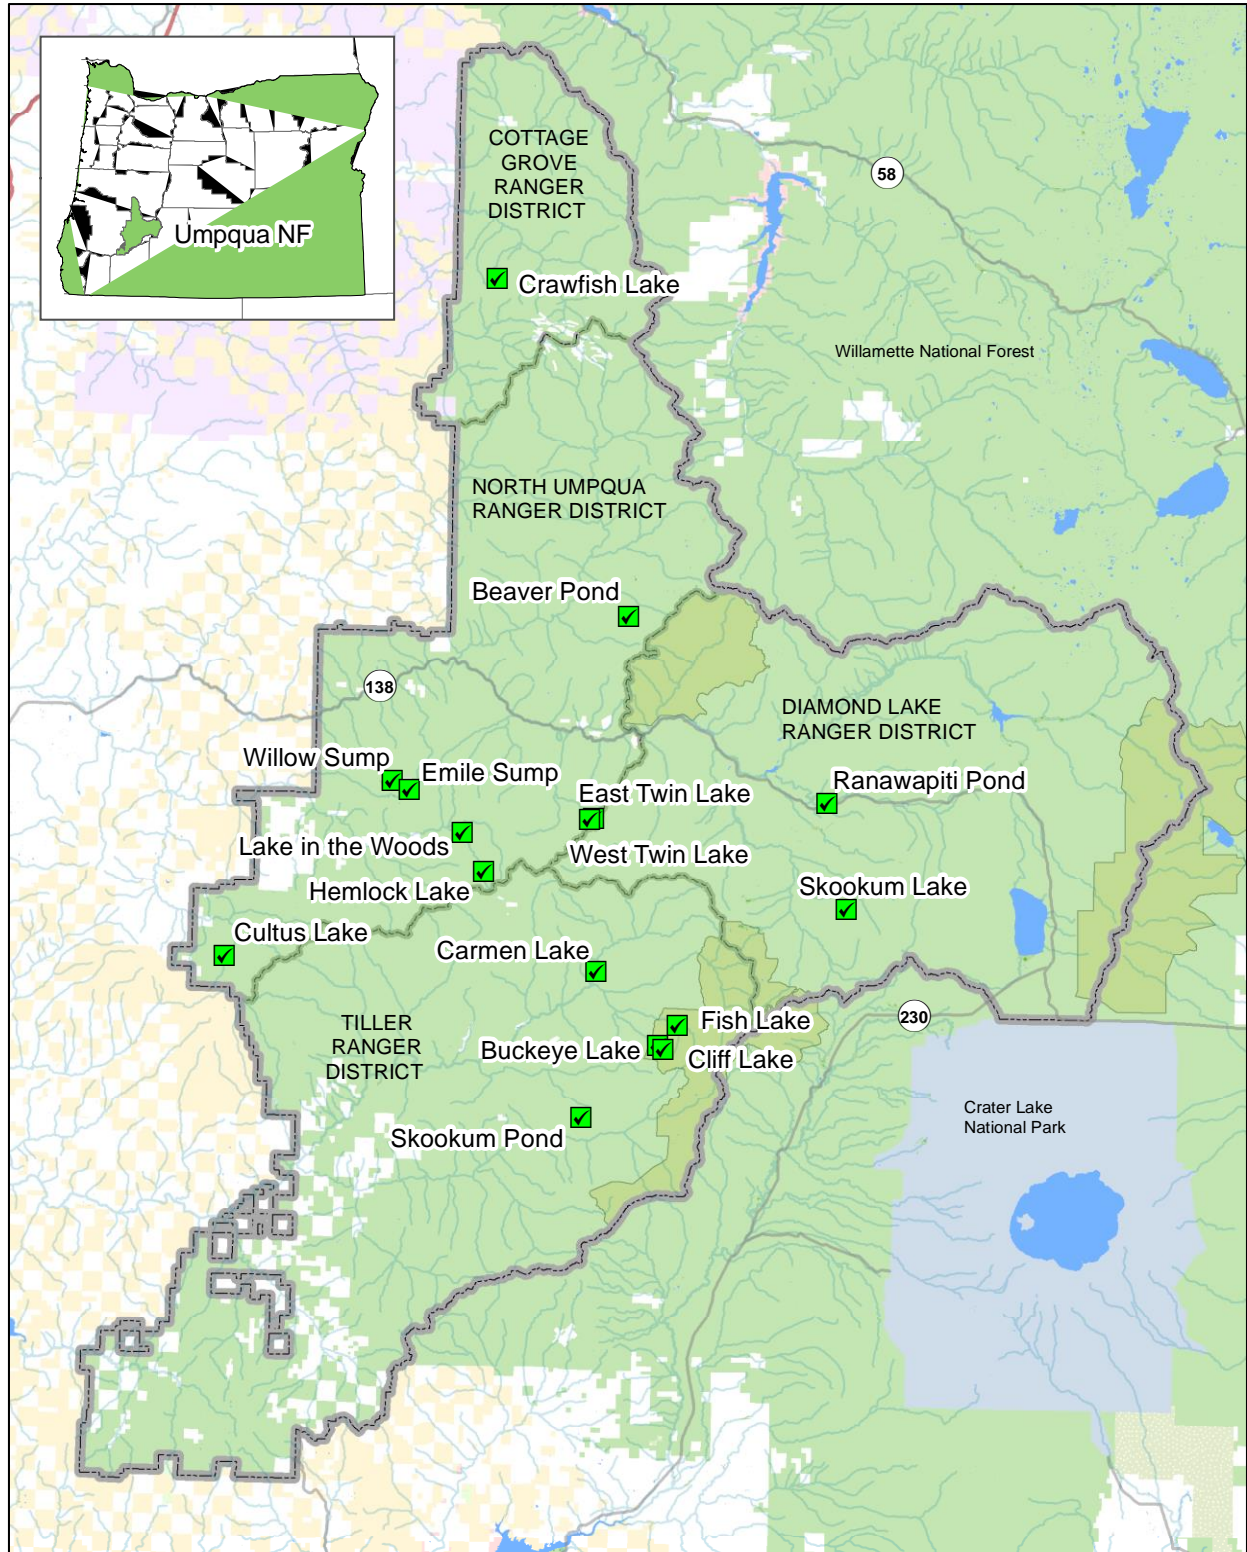 Umpqua NF
COTTAGE
GROVE
RANGER
DISTRICT
58
Crawfish Lake
Willamette National Forest
NORTH UMPQUA
RANGER DISTRICT
Beaver Pond
138
DIAMOND LAKE
RANGER DISTRICT
Willow Sump
Emile Sump
East Twin Lake
Ranawapiti Pond
Lake in the Woods
West Twin Lake
Hemlock Lake
Skookum Lake
Cultus Lake
Carmen Lake
TILLER
RANGER
DISTRICT
Fish Lake
230
Buckeye Lake
Cliff Lake
Skookum Pond
Crater Lake
National Park